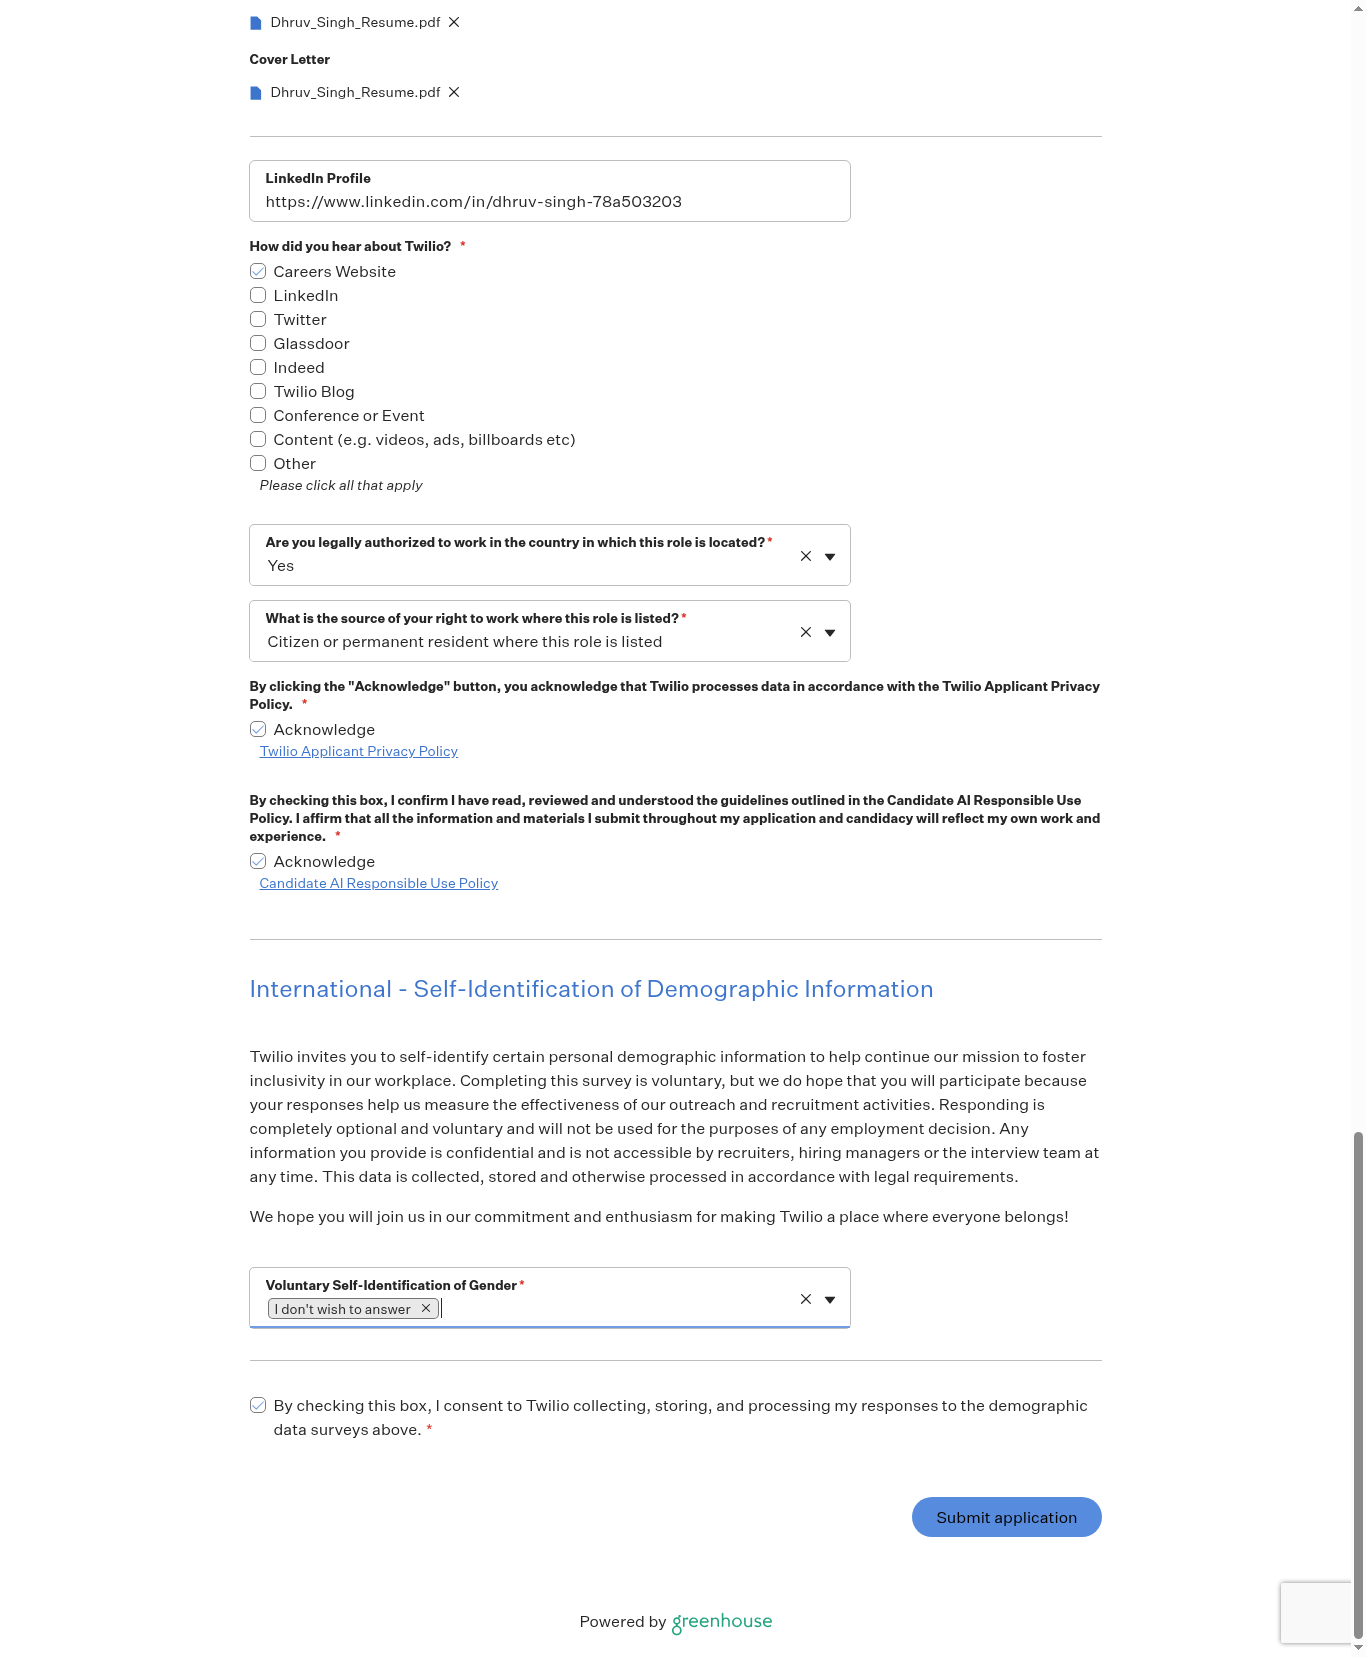 Dhruv_Singh_Resume.pdf
Cover Letter
Dhruv_Singh_Resume.pdf
LinkedIn Profile
https://www.linkedin.com/in/dhruv-singh-78a503203
How did you hear about Twilio? *
Careers Website
LinkedIn
Twitter
Glassdoor
Indeed
Twilio Blog
Conference or Event
Content (e.g. videos, ads, billboards etc)
Other
Please click all that apply
Are you legally authorized to work in the country in which this role is located?*
Yes
What is the source of your right to work where this role is listed?*
Citizen or permanent resident where this role is listed
By clicking the "Acknowledge" button, you acknowledge that Twilio processes data in accordance with the Twilio Applicant Privacy
Policy. *
Acknowledge
Twilio Applicant Privacy Policy
By checking this box, I confirm I have read, reviewed and understood the guidelines outlined in the Candidate AI Responsible Use
Policy. I affirm that all the information and materials I submit throughout my application and candidacy will reflect my own work and
experience. *
Acknowledge
Candidate AI Responsible Use Policy
International - Self-Identification of Demographic Information
Twilio invites you to self-identify certain personal demographic information to help continue our mission to foster
inclusivity in our workplace. Completing this survey is voluntary, but we do hope that you will participate because
your responses help us measure the effectiveness of our outreach and recruitment activities. Responding is
completely optional and voluntary and will not be used for the purposes of any employment decision. Any
information you provide is confidential and is not accessible by recruiters, hiring managers or the interview team at
any time. This data is collected, stored and otherwise processed in accordance with legal requirements.
We hope you will join us in our commitment and enthusiasm for making Twilio a place where everyone belongs!
Voluntary Self-Identification of Gender*
I don't wish to answer
By checking this box, I consent to Twilio collecting, storing, and processing my responses to the demographic
data surveys above. *
Submit application
Powered by greenhouse